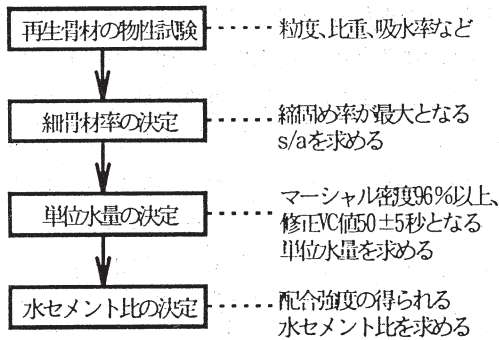 再生骨材の物性試験
粒度、比重、吸水率など
細骨材率の決定
締固め率が最大となる
s/aを求める
単位水量の決定
マーシャル密度96%以上、
修正VC値50±5秒となる
単位水量を求める
水セメント比の決定
配合強度の得られる
水セメント比を求める